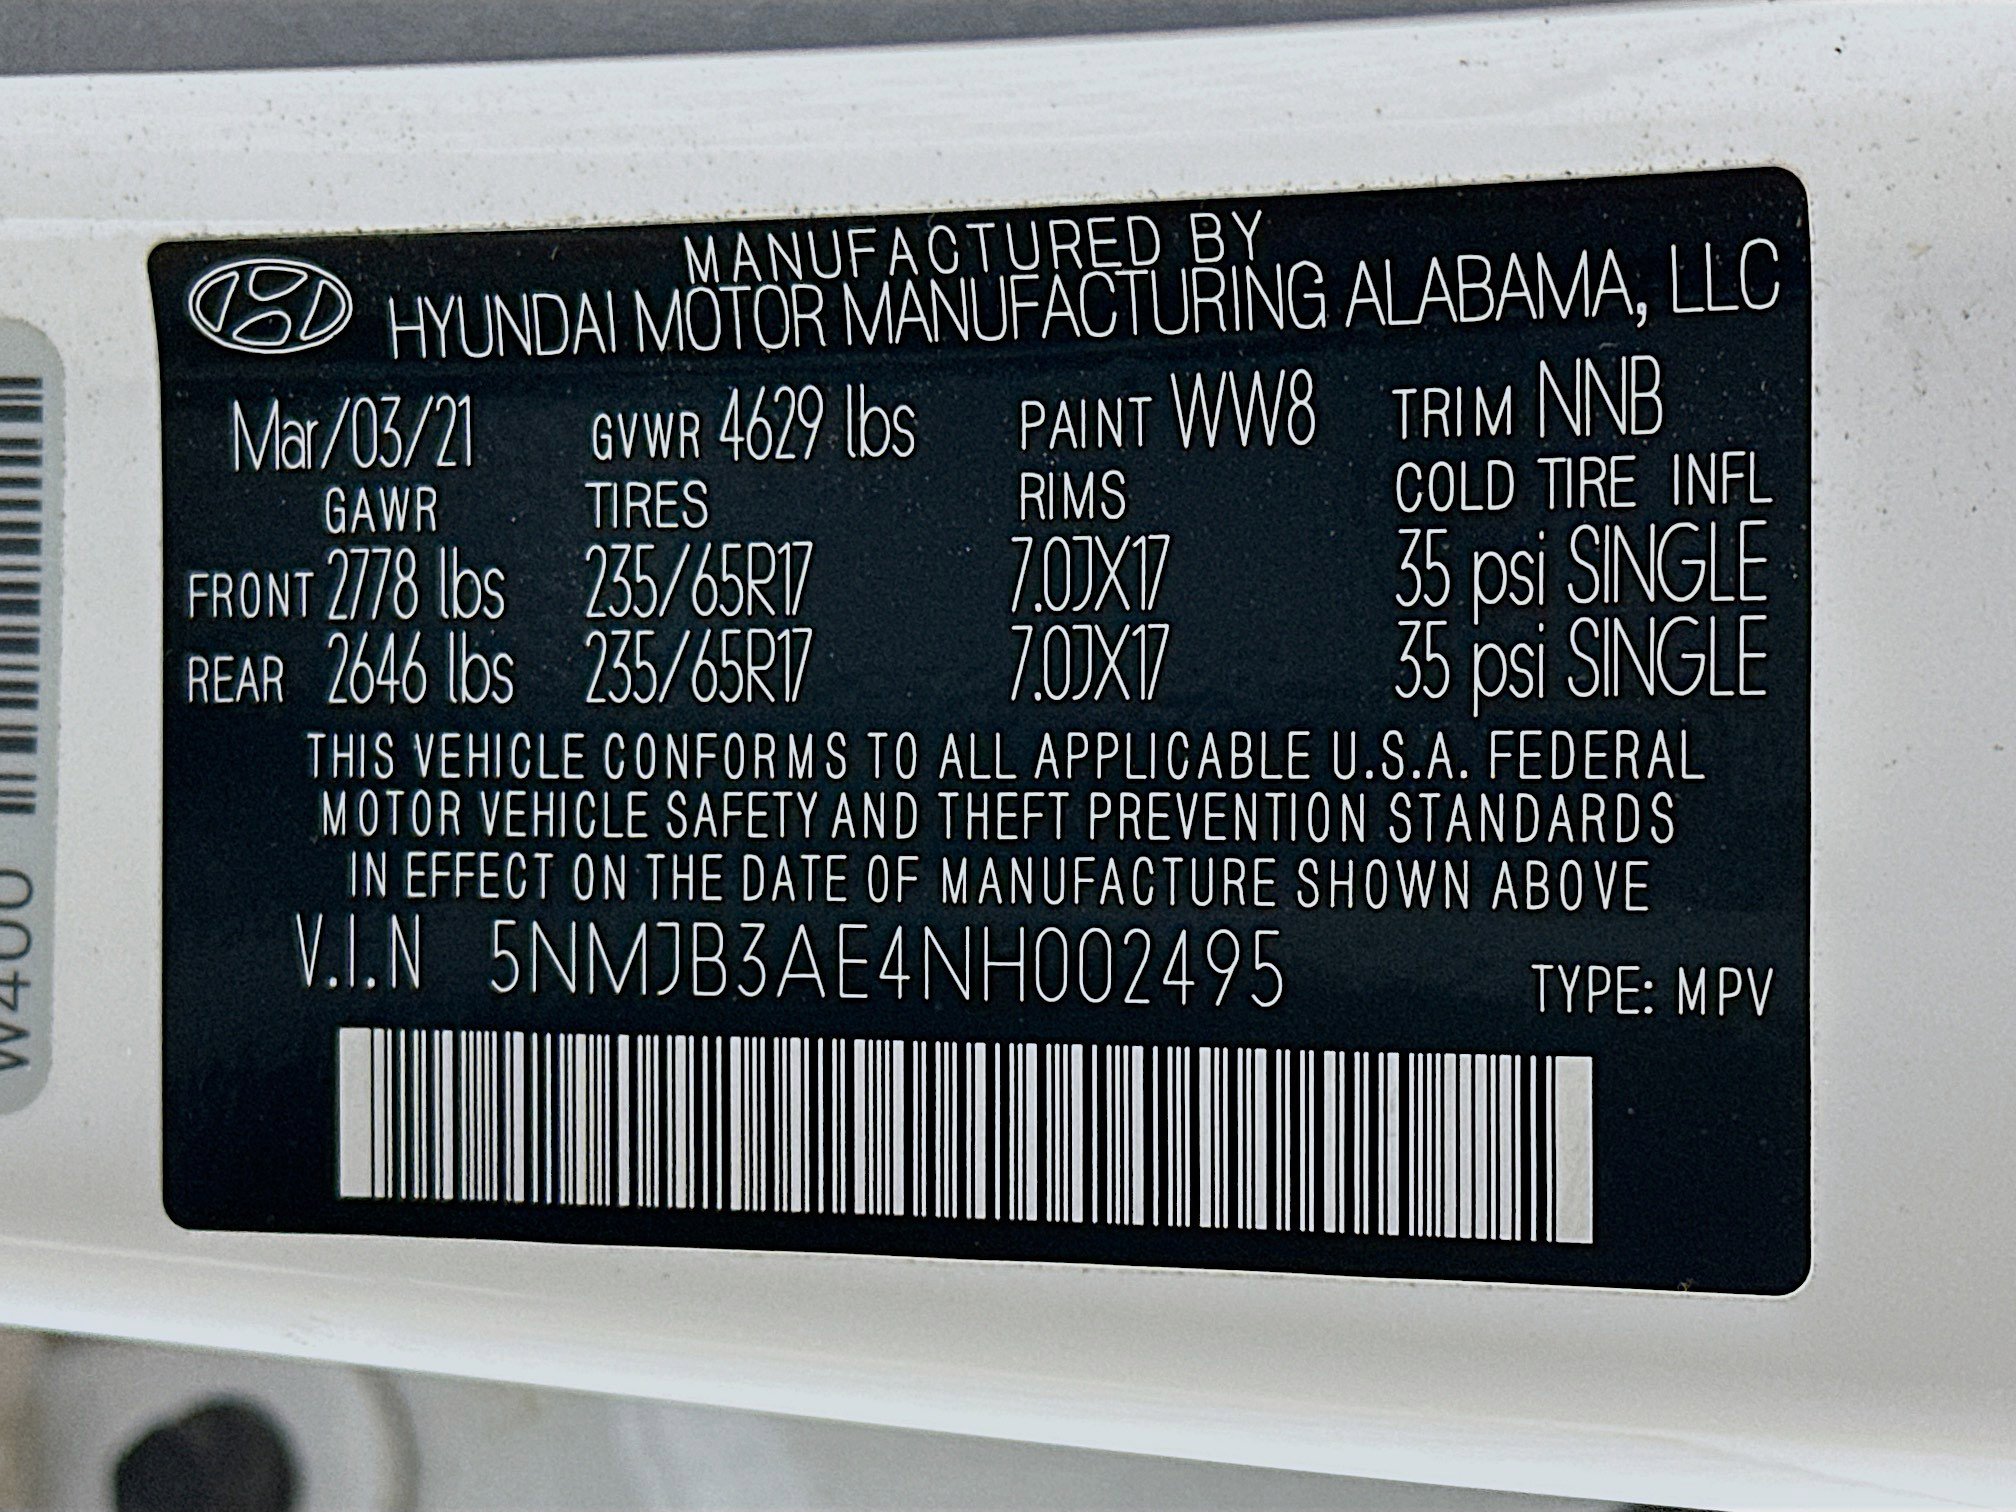 MANUFACTURED BY
HYUNDAI MOTOR MANUFACTURING ALABAMA, LLC
Mar/03/21 GVWR 4629 lbs PAINT WW8 TRIM NNB
GAWR TIRES RIMS COLD TIRE INFL
FRONT 2778 lbs 235/65R17 7.0JX17 35 psi SINGLE
REAR 2646 lbs 235/65R17 7.0JX17 35 psi SINGLE
THIS VEHICLE CONFORMS TO ALL APPLICABLE U.S.A. FEDERAL
MOTOR VEHICLE SAFETY AND THEFT PREVENTION STANDARDS
IN EFFECT ON THE DATE OF MANUFACTURE SHOWN ABOVE
V.I.N 5NMJB3AE4NH002495 TYPE: MPV